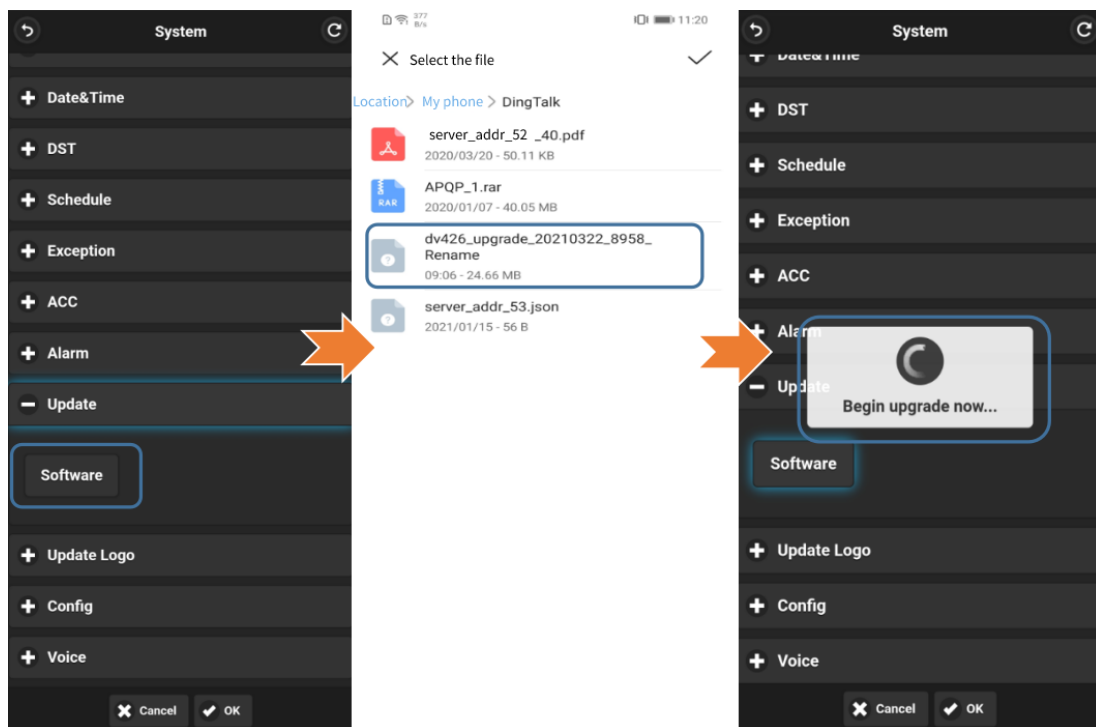 System
Date&Time
DST
Schedule
Exception
ACC
Alarm
Update
Software
Update Logo
Config
Voice
Cancel
OK
377
B/s
11:20
Select the file
Location> My phone > DingTalk
server_addr_52 _40.pdf
2020/03/20 - 50.11 KB
RAR
APQP_1.rar
2020/01/07 - 40.05 MB
dv426_upgrade_20210322_8958_
Rename
09:06 - 24.66 MB
server_addr_53.json
2021/01/15 - 56 B
System
Date&Time
DST
Schedule
Exception
ACC
Alarm
Update
Begin upgrade now...
Software
Update Logo
Config
Voice
Cancel
OK